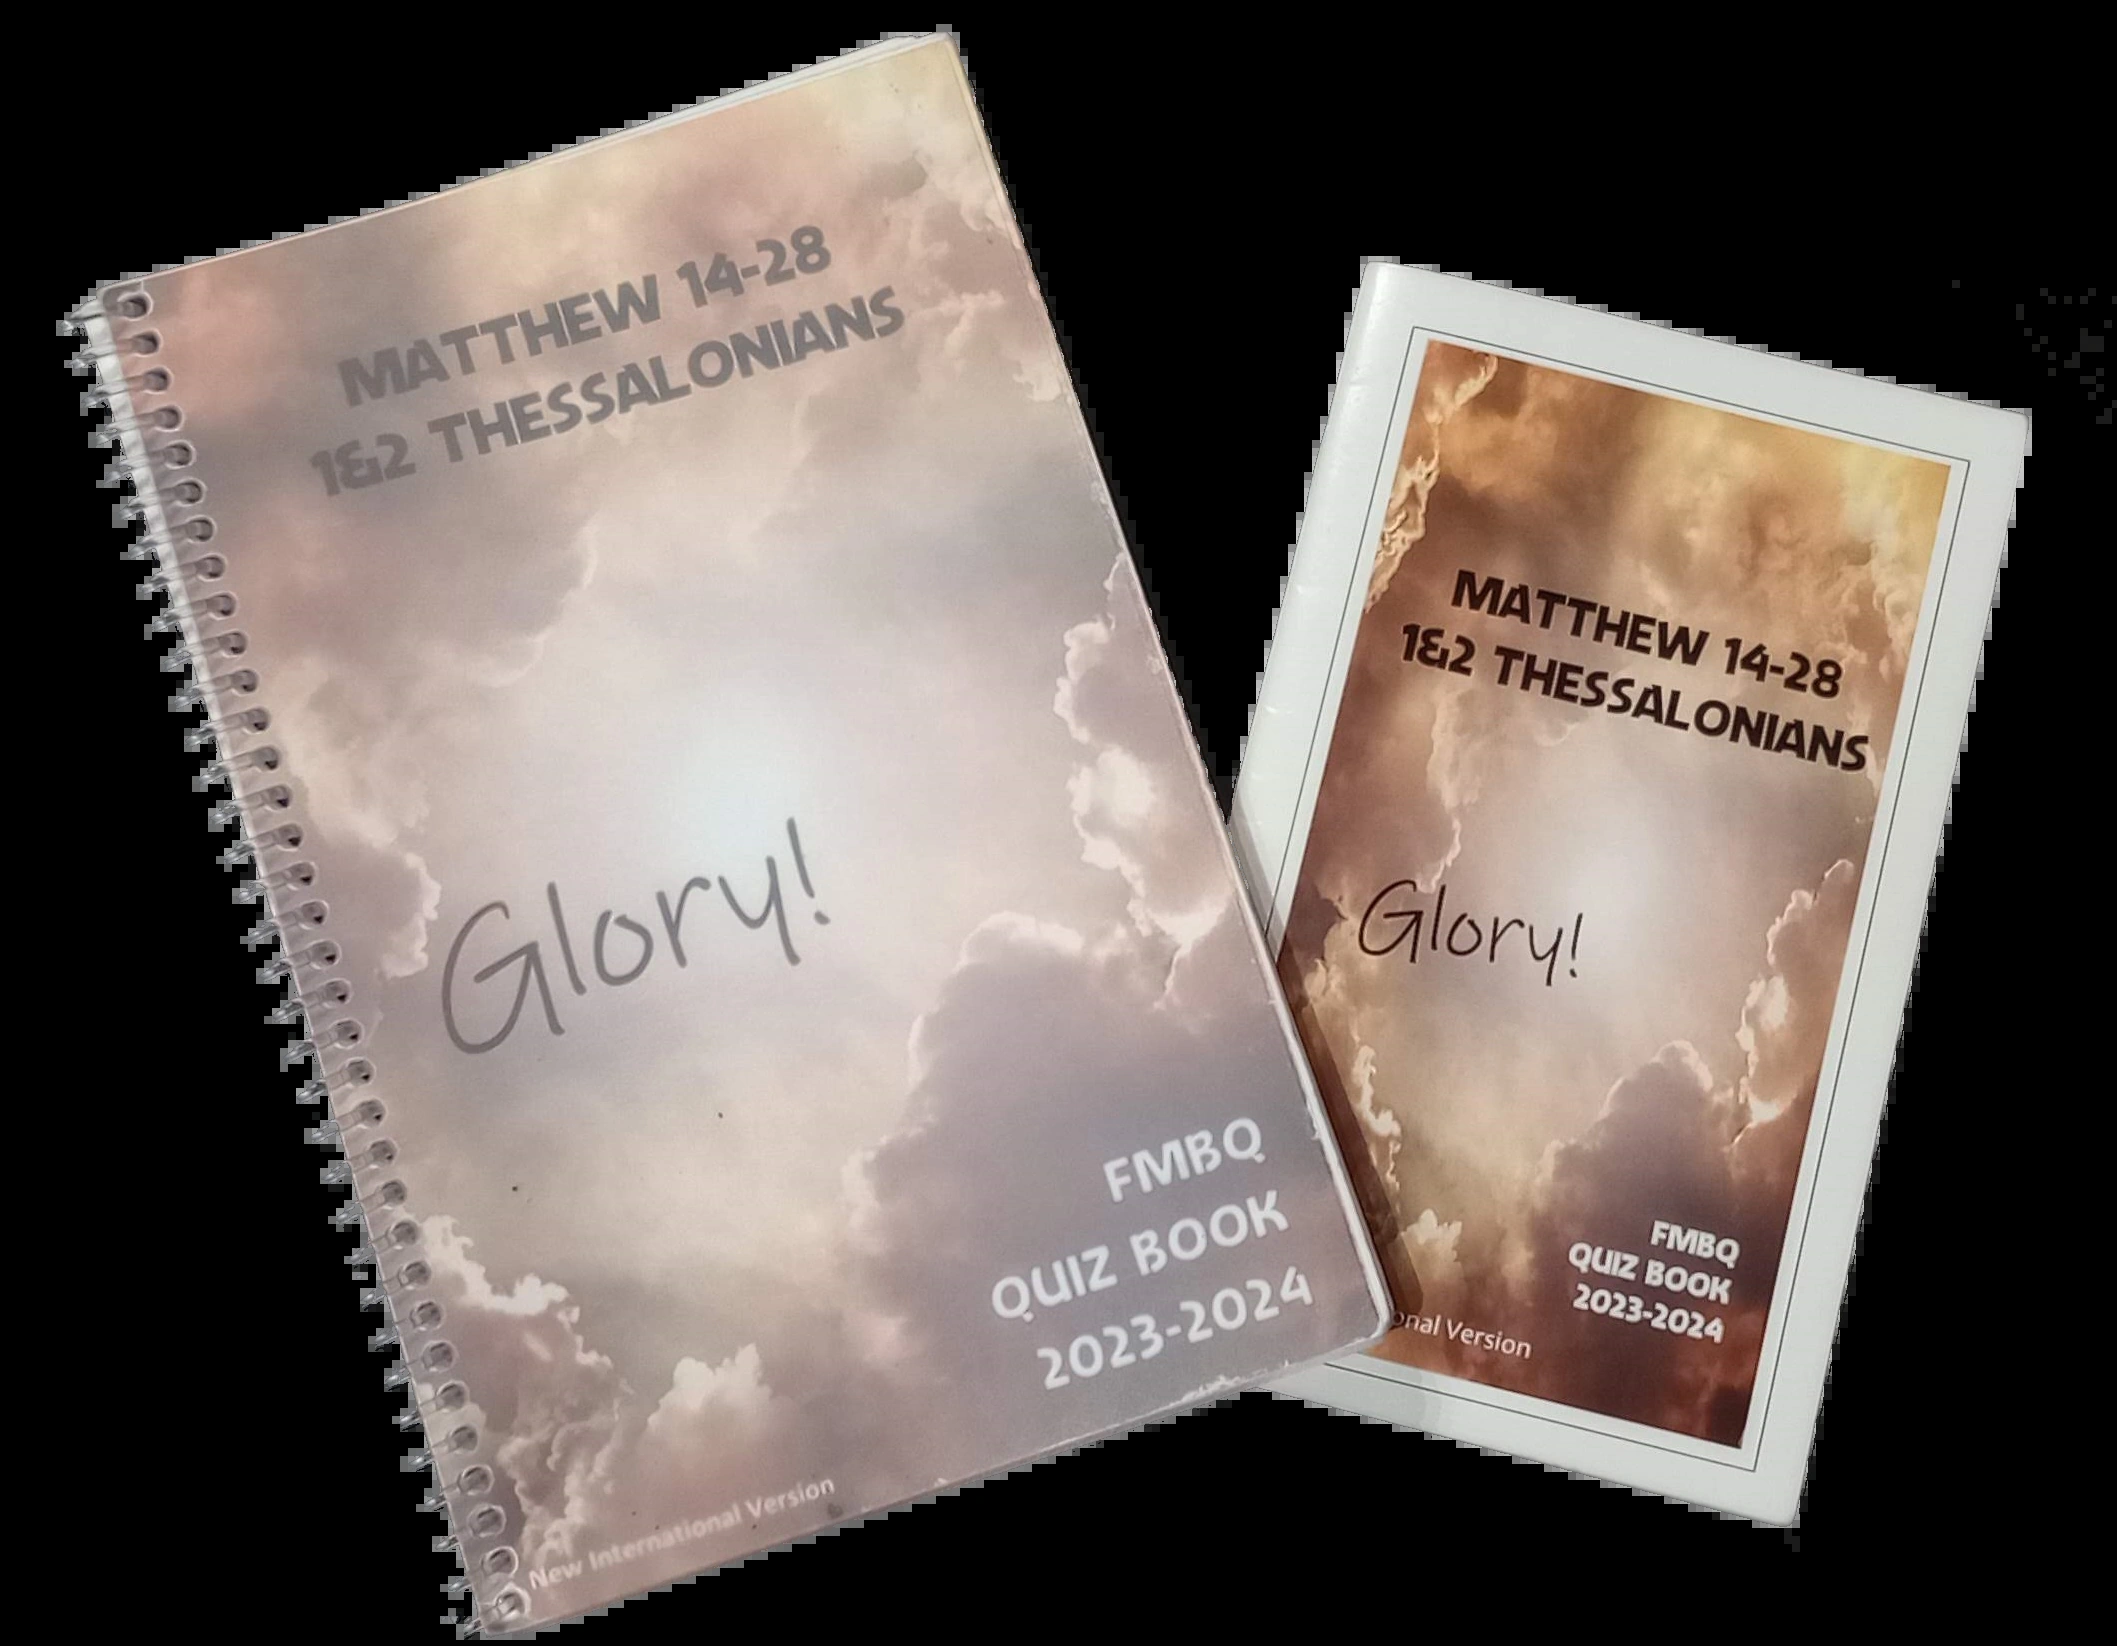 MATTHEW 14-28
1&2 THESSALONIANS
Glory!
FMBQ
QUIZ BOOK
2023-2024
New International Version
MATTHEW 14-28
1&2 THESSALONIANS
Glory!
FMBQ
QUIZ BOOK
2023-2024
onal Version